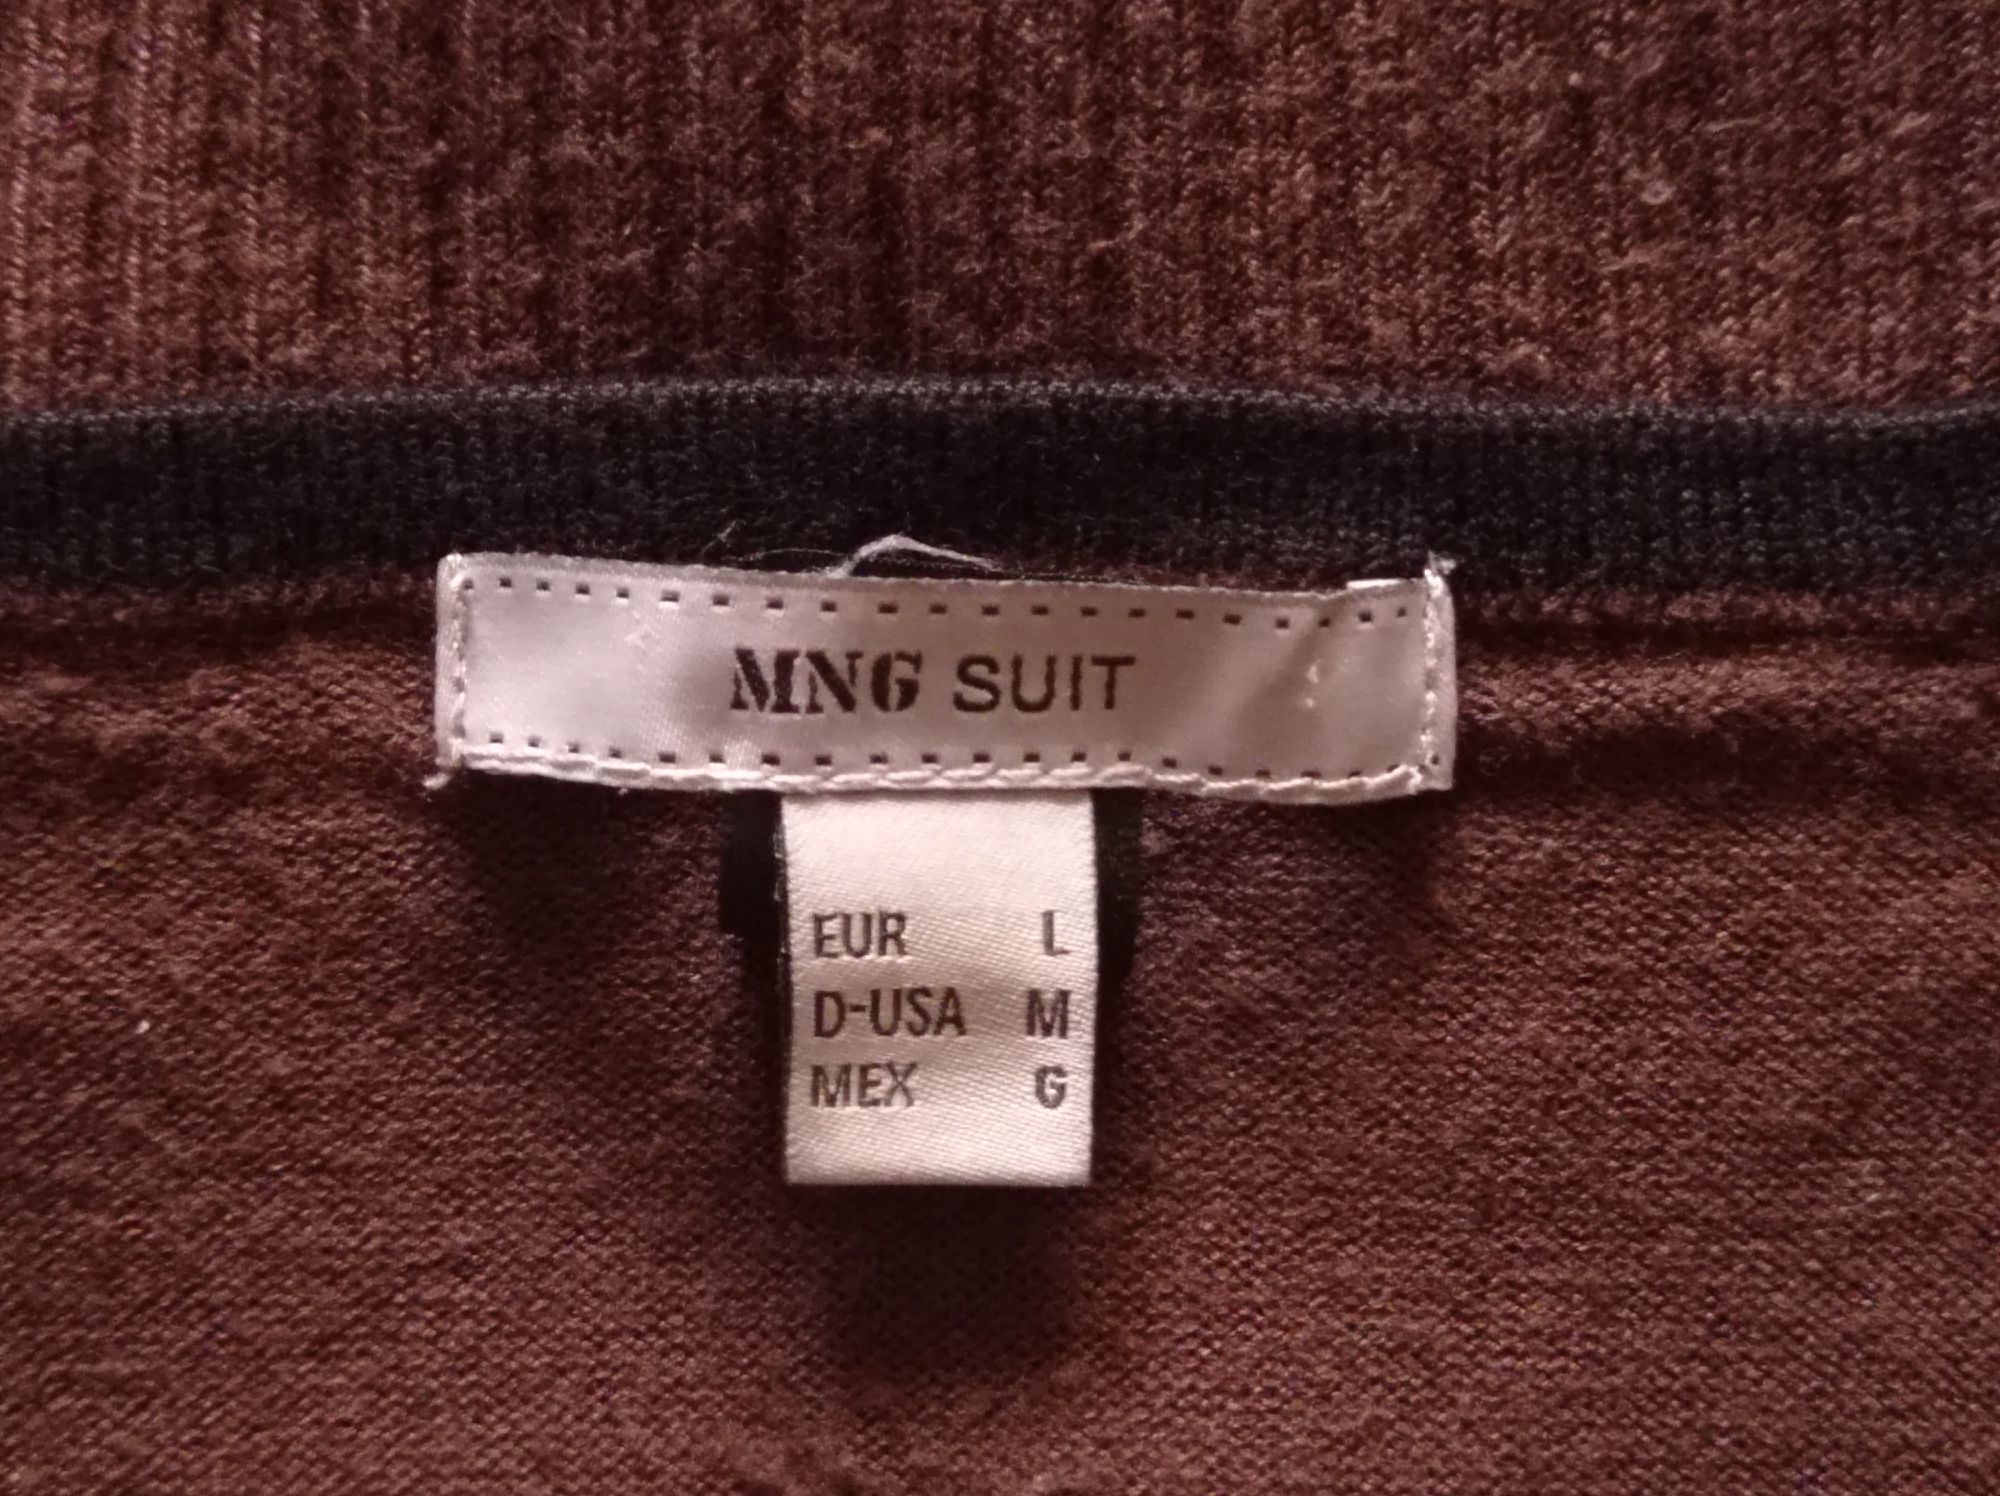 MNG SUIT
EUR L
D-USA M
MEX G